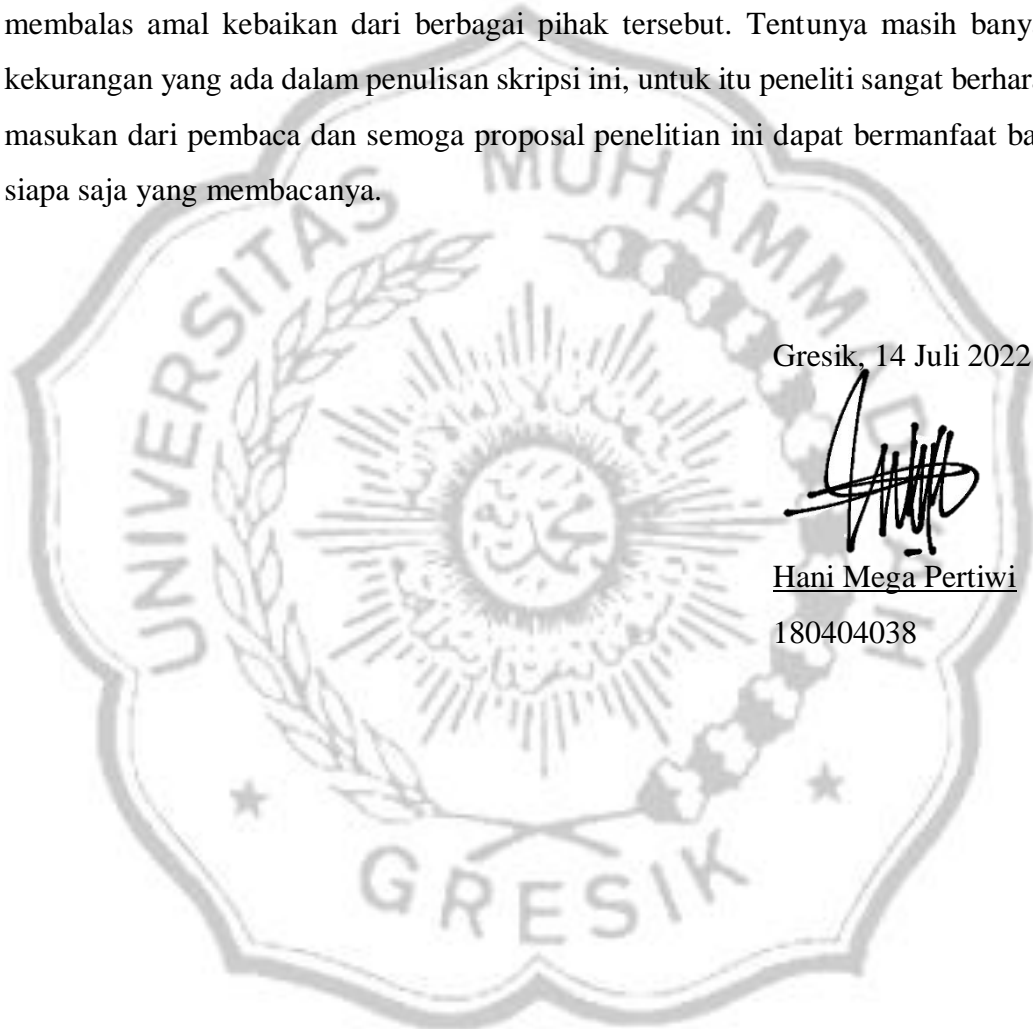 membalas amal kebaikan dari berbagai pihak tersebut. Tentunya masih bany
kekurangan yang ada dalam penulisan skripsi ini, untuk itu peneliti sangat berhara
masukan dari pembaca dan semoga proposal penelitian ini dapat bermanfaat ba
siapa saja yang membacanya.
UNIVERSITAS MUHAMMADIYAH
Gresik, 14 Juli 2022
Hani Mega Pertiwi
180404038
GRESIK